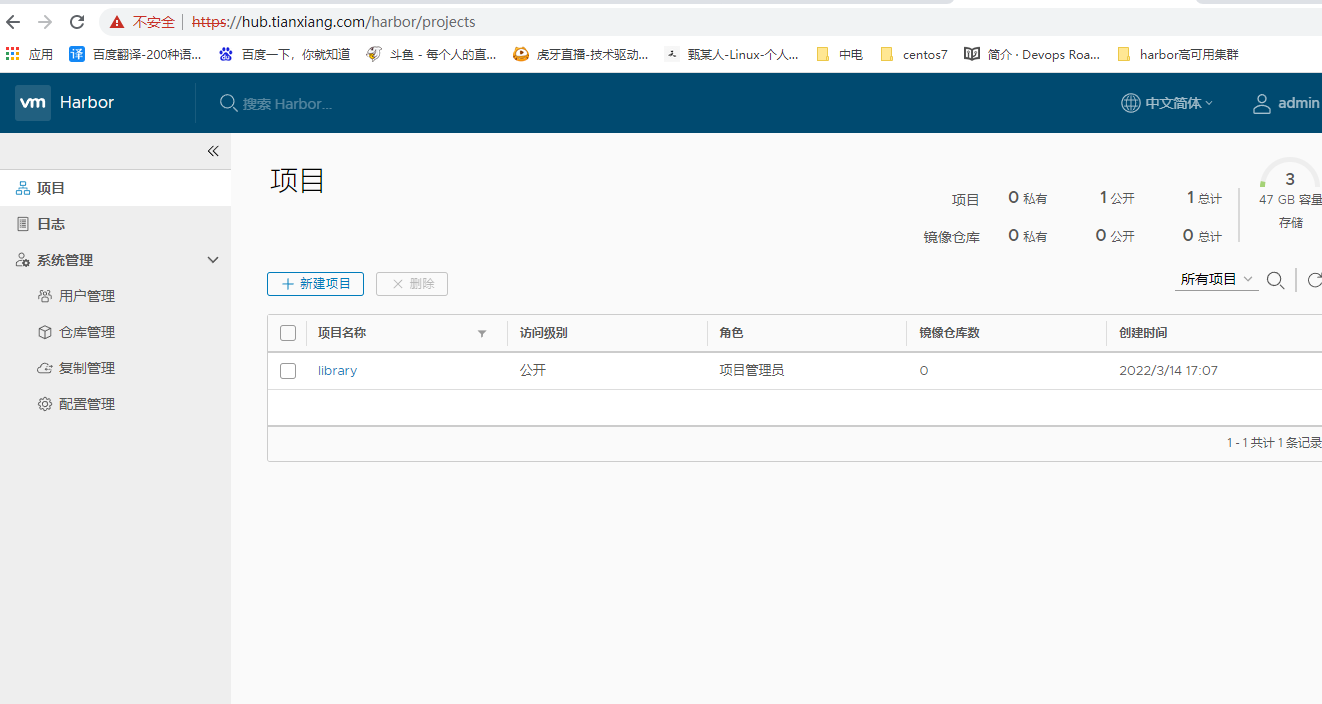 不安全 https://hub.tianxiang.com/harbor/projects
应用 译 百度翻译-200种语... 百度一下，你就知道 斗鱼 - 每个人的直... 虎牙直播-技术驱动... 甄某人-Linux-个人... 中电 centos7 简介 · Devops Roa... harbor高可用集群
vm Harbor 搜索 Harbor... 中文简体 admin
项目
日志
系统管理
用户管理
仓库管理
复制管理
配置管理
项目
项目 0 私有 1 公开 1 总计
镜像仓库 0 私有 0 公开 0 总计
3
47 GB 容量
存储
新建项目 删除 所有项目
项目名称 访问级别 角色 镜像仓库数 创建时间
library 公开 项目管理员 0 2022/3/14 17:07
1 - 1 共计 1 条记录